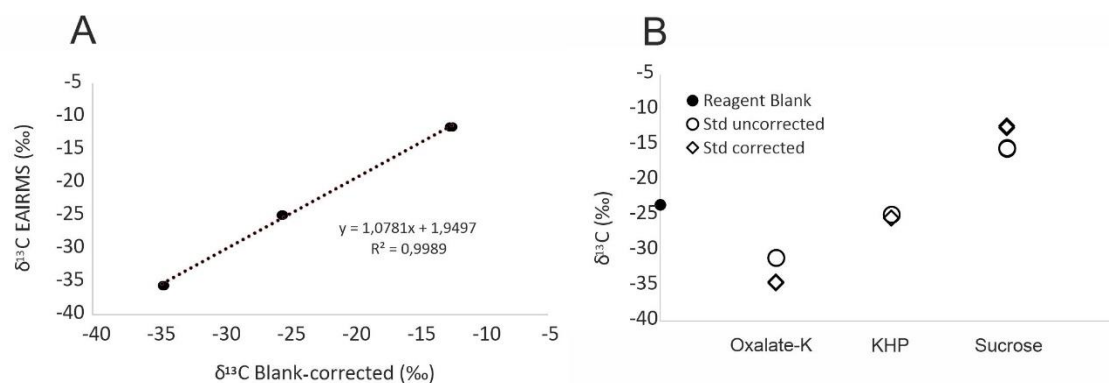 A
-5
-10
-15
-20
-25
-30
-35
-40
δ¹³C EAIRMS (‰)
y = 1,0781x + 1,9497
R² = 0,9989
-40 -35 -30 -25 -20 -15 -10 -5
δ¹³C Blank-corrected (‰)
B
-5
-10
-15
-20
-25
-30
-35
-40
δ¹³C (‰)
Reagent Blank
Std uncorrected
Std corrected
Oxalate-K KHP Sucrose